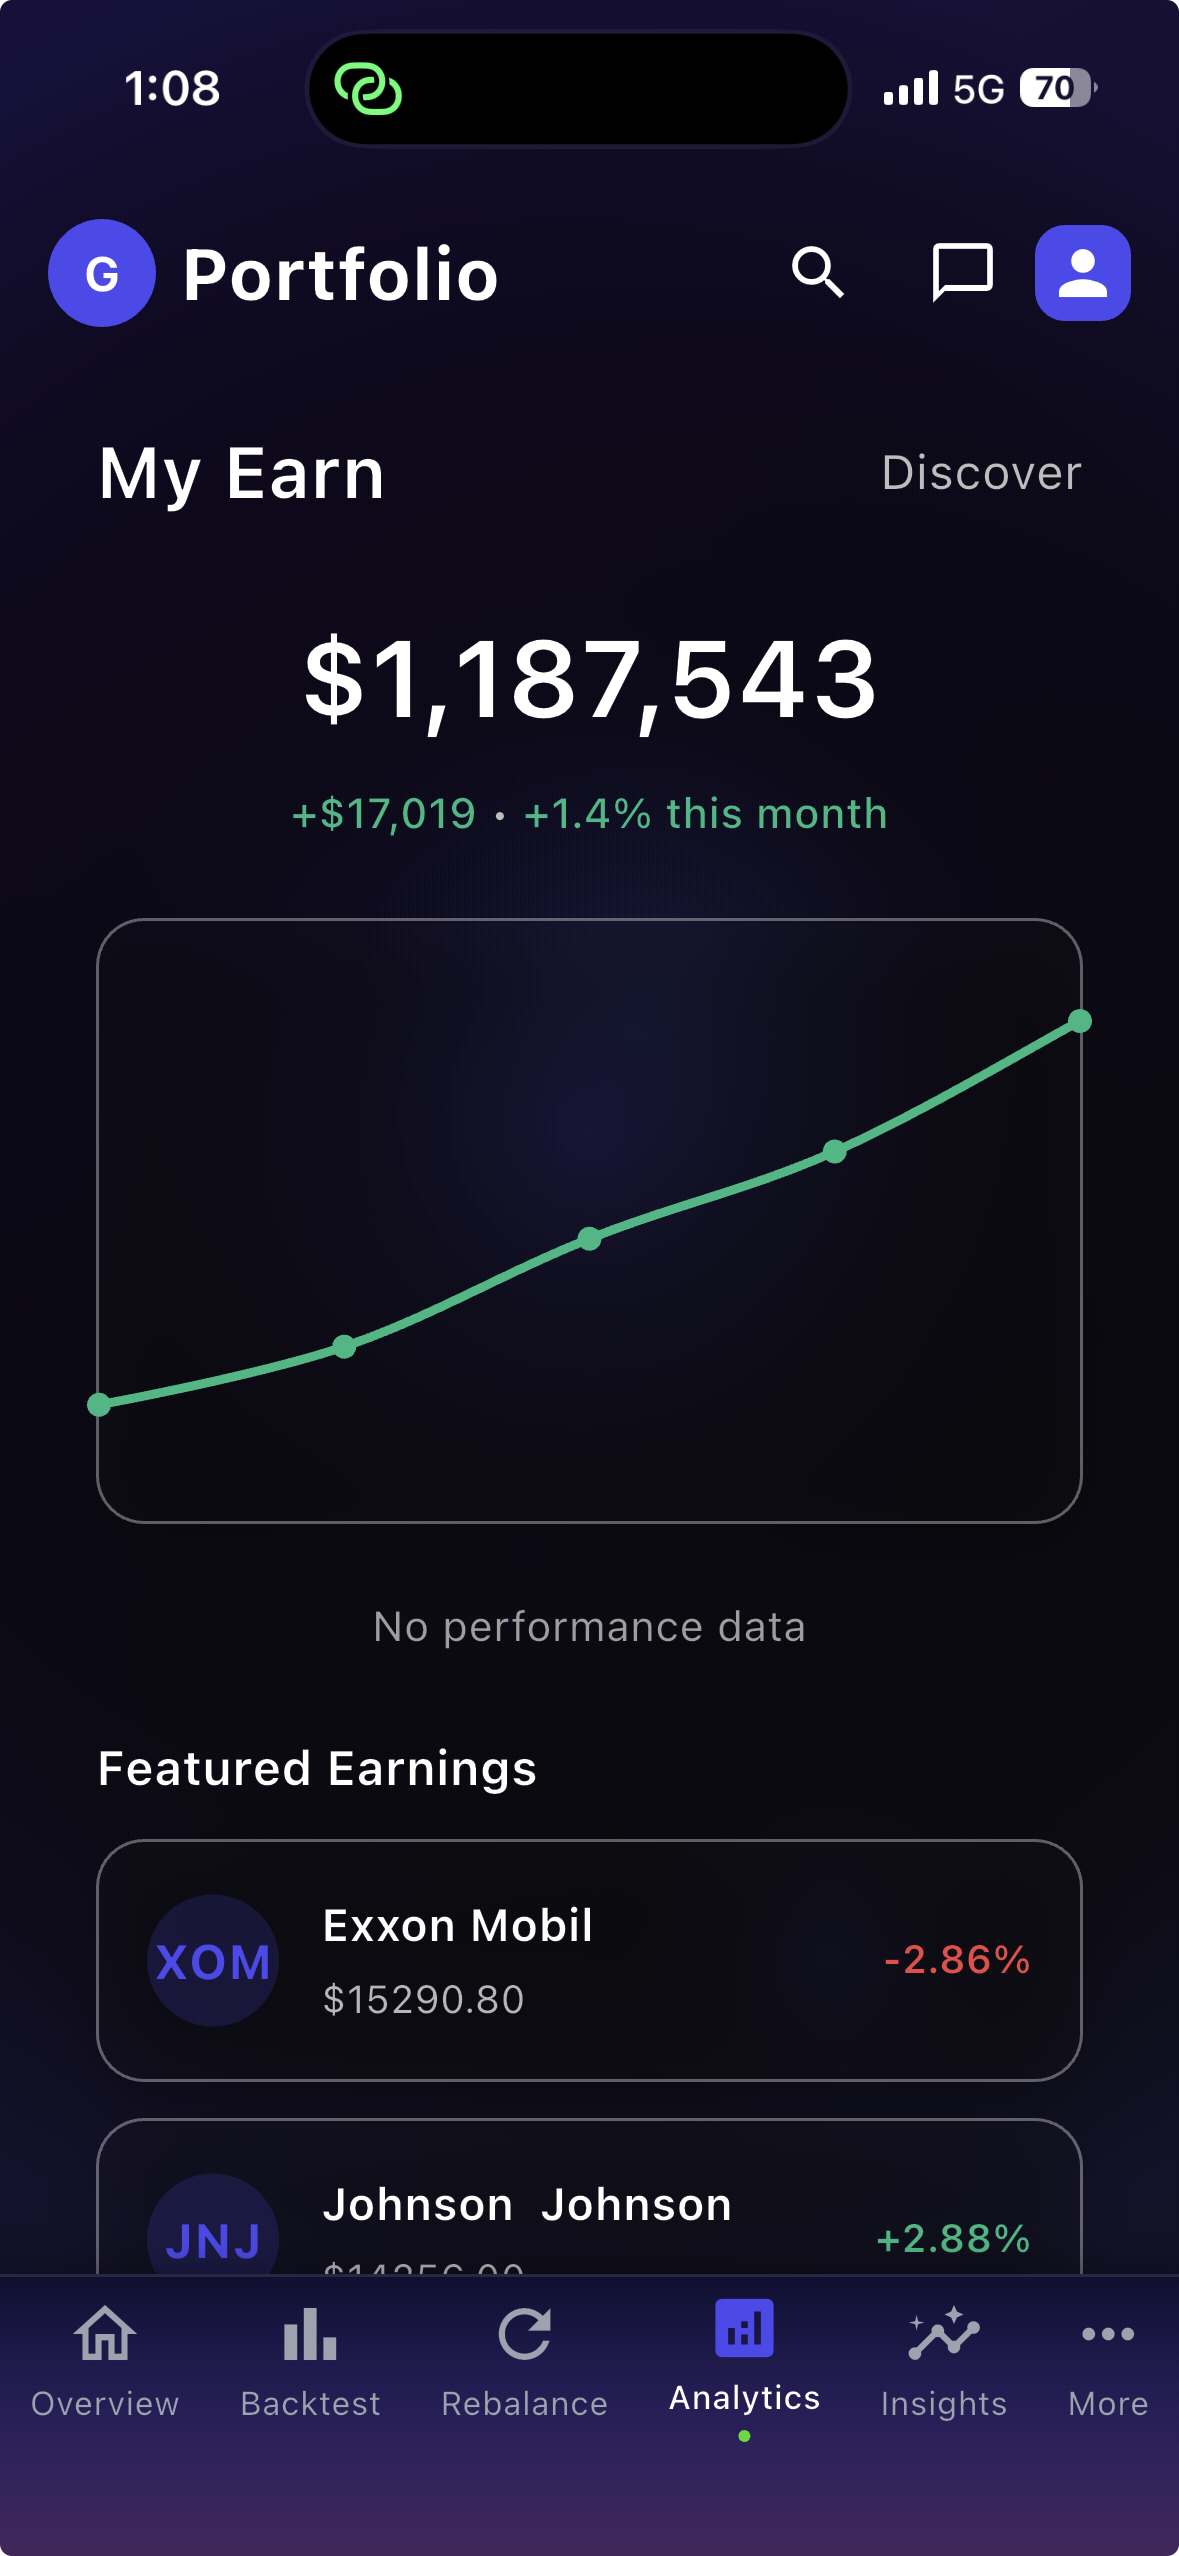 1:08
5G
70
G
Portfolio
My Earn
Discover
$1,187,543
+$17,019 • +1.4% this month
No performance data
Featured Earnings
XOM
Exxon Mobil
$15290.80
-2.86%
JNJ
Johnson  Johnson
+2.88%
Overview
Backtest
Rebalance
Analytics
Insights
More